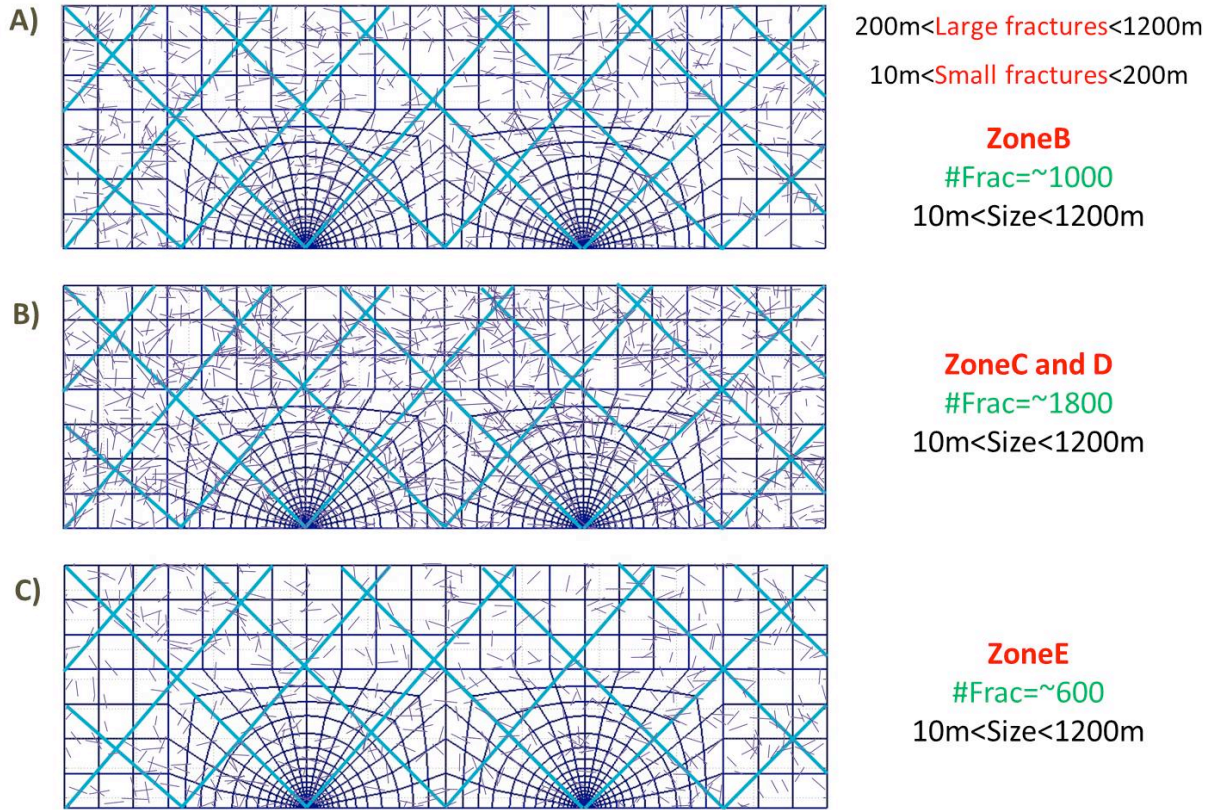 A)
200m<Large fractures<1200m
10m<Small fractures<200m
ZoneB
#Frac=~1000
10m<Size<1200m
B)
ZoneC and D
#Frac=~1800
10m<Size<1200m
C)
ZoneE
#Frac=~600
10m<Size<1200m